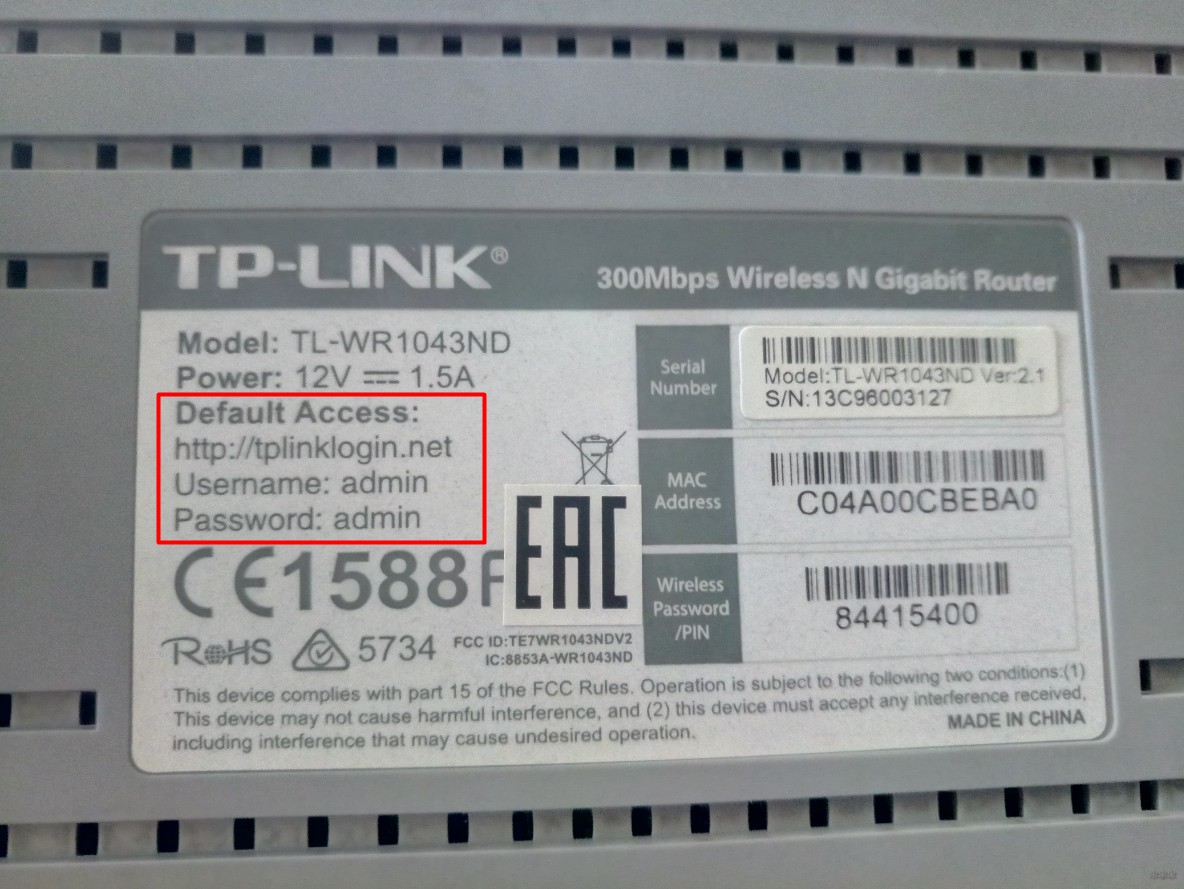 TP-LINK®
300Mbps Wireless N Gigabit Router
Model: TL-WR1043ND
Power: 12V 1.5A
Default Access:
http://tplinklogin.net
Username: admin
Password: admin
CE1588
EAC
RoHS
5734
FCC ID:TE7WR1043NDV2
IC:8853A-WR1043ND
Serial
Number
Model:TL-WR1043ND Ver:2.1
S/N:13C96003127
MAC
Address
C04A00CBEBA0
Wireless
Password
/PIN
84415400
This device complies with part 15 of the FCC Rules. Operation is subject to the following two conditions:(1)
This device may not cause harmful interference, and (2) this device must accept any interference received,
including interference that may cause undesired operation.
MADE IN CHINA